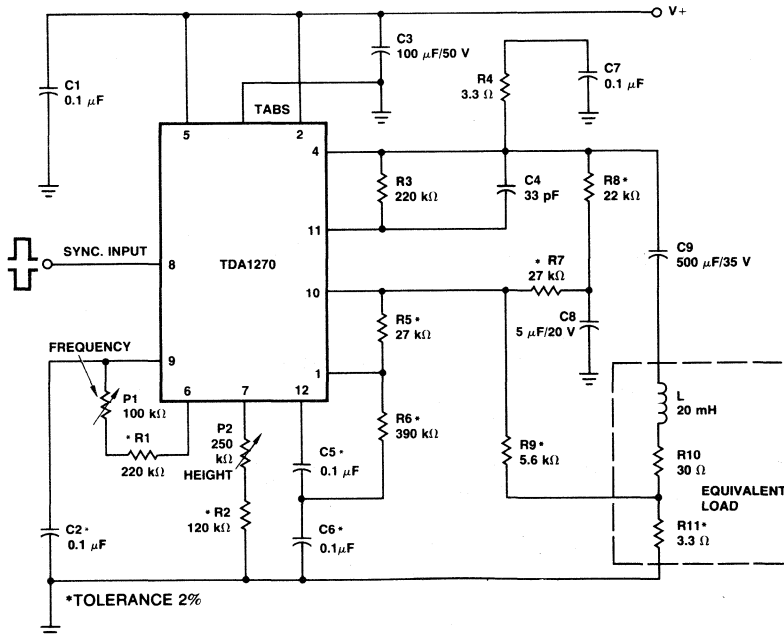 V+
C1
0.1 µF
C3
100 µF/50 V
R4
3.3 Ω
C7
0.1 µF
TABS
5
2
4
R3
220 kΩ
C4
33 pF
R8*
22 kΩ
11
SYNC. INPUT
8
TDA1270
C9
500 µF/35 V
* R7
27 kΩ
10
R5*
27 kΩ
C8
5 µF/20 V
FREQUENCY
9
1
6
7
12
P1
100 kΩ
P2
250
kΩ
HEIGHT
R6*
390 kΩ
L
20 mH
* R1
220 kΩ
C5*
0.1 µF
R9*
5.6 kΩ
R10
30 Ω
EQUIVALENT
LOAD
* R2
120 kΩ
C2*
0.1 µF
C6*
0.1µF
R11*
3.3 Ω
*TOLERANCE 2%